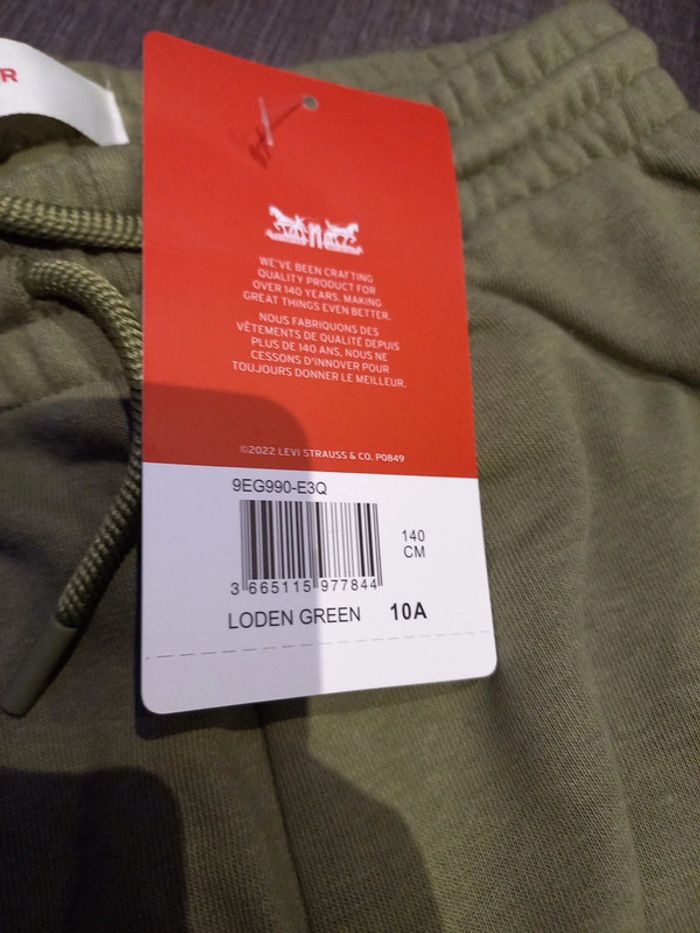 R
WE'VE BEEN CRAFTING
QUALITY PRODUCT FOR
OVER 140 YEARS. MAKING
GREAT THINGS EVEN BETTER.
NOUS FABRIQUONS DES
VÊTEMENTS DE QUALITÉ DEPUIS
PLUS DE 140 ANS. NOUS NE
CESSONS D'INNOVER POUR
TOUJOURS DONNER LE MEILLEUR.
©2022 LEVI STRAUSS & CO. P0849
9EG990-E3Q
140
CM
3 665115 977844
LODEN GREEN 10A